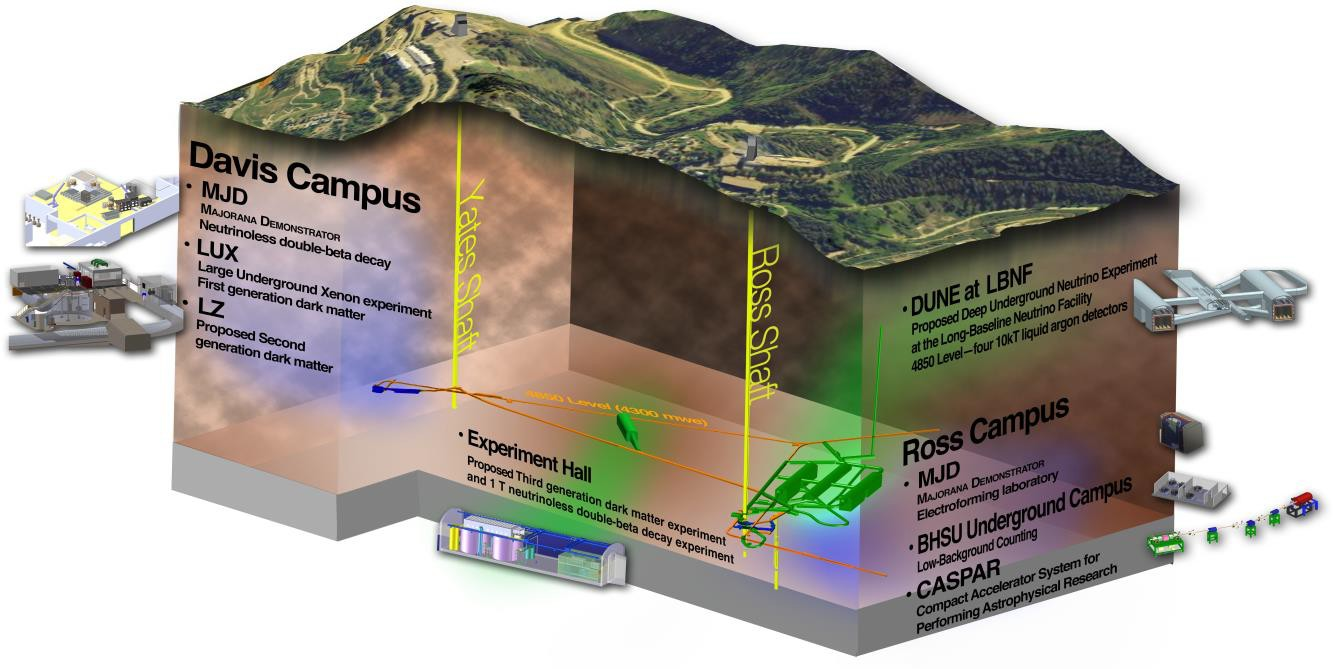 Davis Campus
• MJD
MAJORANA DEMONSTRATOR
Neutrinoless double-beta decay
• LUX
Large Underground Xenon experiment
First generation dark matter
• LZ
Proposed Second
generation dark matter
Yates Shaft
Ross Shaft
4850 Level (4300 mwe)
• Experiment Hall
Proposed Third generation dark matter experiment
and 1 T neutrinoless double-beta decay experiment
• DUNE at LBNF
Proposed Deep Underground Neutrino Experiment
at the Long-Baseline Neutrino Facility
4850 Level—four 10kT liquid argon detectors
Ross Campus
• MJD
MAJORANA DEMONSTRATOR
Electroforming laboratory
• BHSU Underground Campus
Low-Background Counting
• CASPAR
Compact Accelerator System for
Performing Astrophysical Research